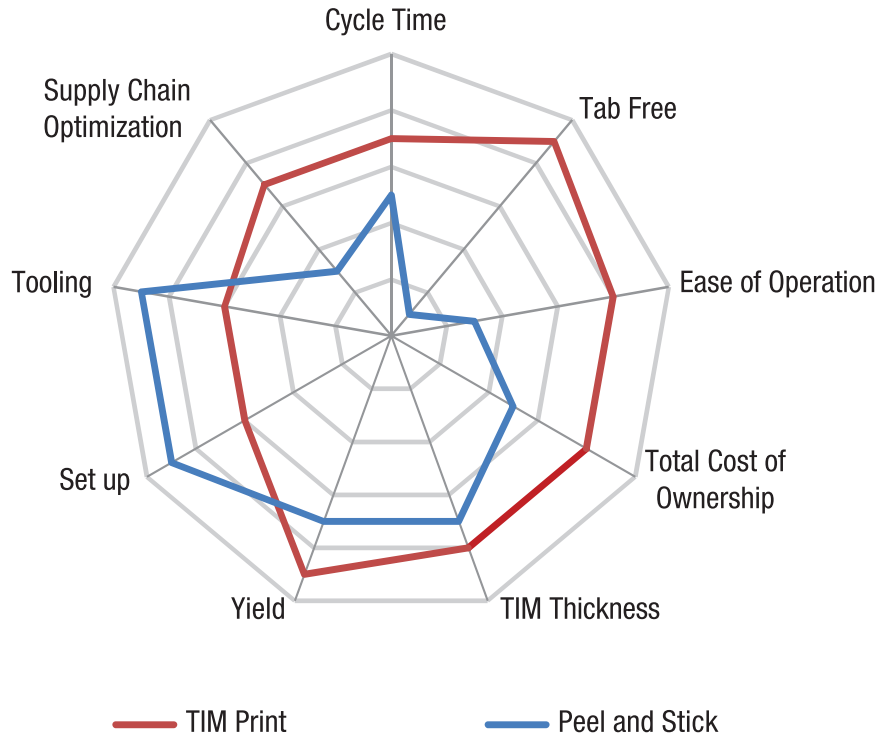 Cycle Time
Supply Chain
Optimization
Tab Free
Tooling
Ease of Operation
Set up
Total Cost of
Ownership
Yield
TIM Thickness
TIM Print
Peel and Stick